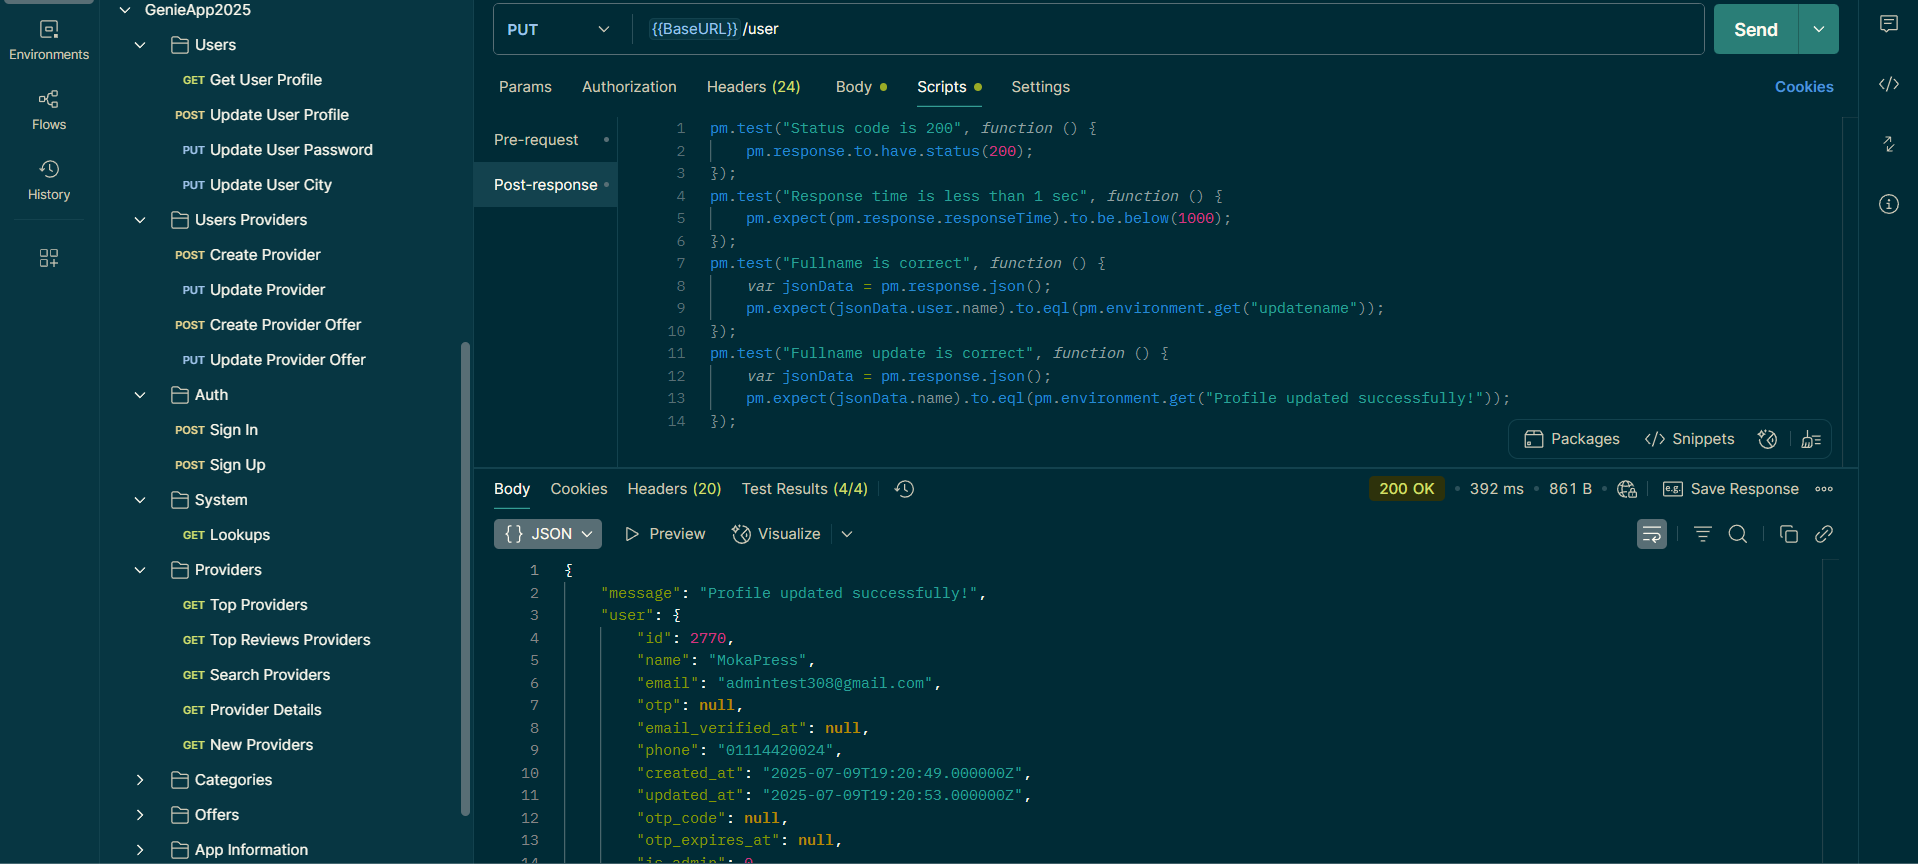 Environments
Flows
History
GenieApp2025
Users
GET Get User Profile
POST Update User Profile
PUT Update User Password
PUT Update User City
Users Providers
POST Create Provider
PUT Update Provider
POST Create Provider Offer
PUT Update Provider Offer
Auth
POST Sign In
POST Sign Up
System
GET Lookups
Providers
GET Top Providers
GET Top Reviews Providers
GET Search Providers
GET Provider Details
GET New Providers
Categories
Offers
App Information
PUT {{BaseURL}} /user Send
Params Authorization Headers (24) Body Scripts Settings Cookies
Pre-request
Post-response
1 pm.test("Status code is 200", function () {
2 pm.response.to.have.status(200);
3 });
4 pm.test("Response time is less than 1 sec", function () {
5 pm.expect(pm.response.responseTime).to.be.below(1000);
6 });
7 pm.test("Fullname is correct", function () {
8 var jsonData = pm.response.json();
9 pm.expect(jsonData.user.name).to.eql(pm.environment.get("updatename"));
10 });
11 pm.test("Fullname update is correct", function () {
12 var jsonData = pm.response.json();
13 pm.expect(jsonData.name).to.eql(pm.environment.get("Profile updated successfully!"));
14 });
Packages </> Snippets
Body Cookies Headers (20) Test Results (4/4) 200 OK • 392 ms • 861 B • e.g. Save Response
{} JSON Preview Visualize
1 {
2 "message": "Profile updated successfully!",
3 "user": {
4 "id": 2770,
5 "name": "MokaPress",
6 "email": "admintest308@gmail.com",
7 "otp": null,
8 "email_verified_at": null,
9 "phone": "01114420024",
10 "created_at": "2025-07-09T19:20:49.000000Z",
11 "updated_at": "2025-07-09T19:20:53.000000Z",
12 "otp_code": null,
13 "otp_expires_at": null,
14 "is_admin": 0